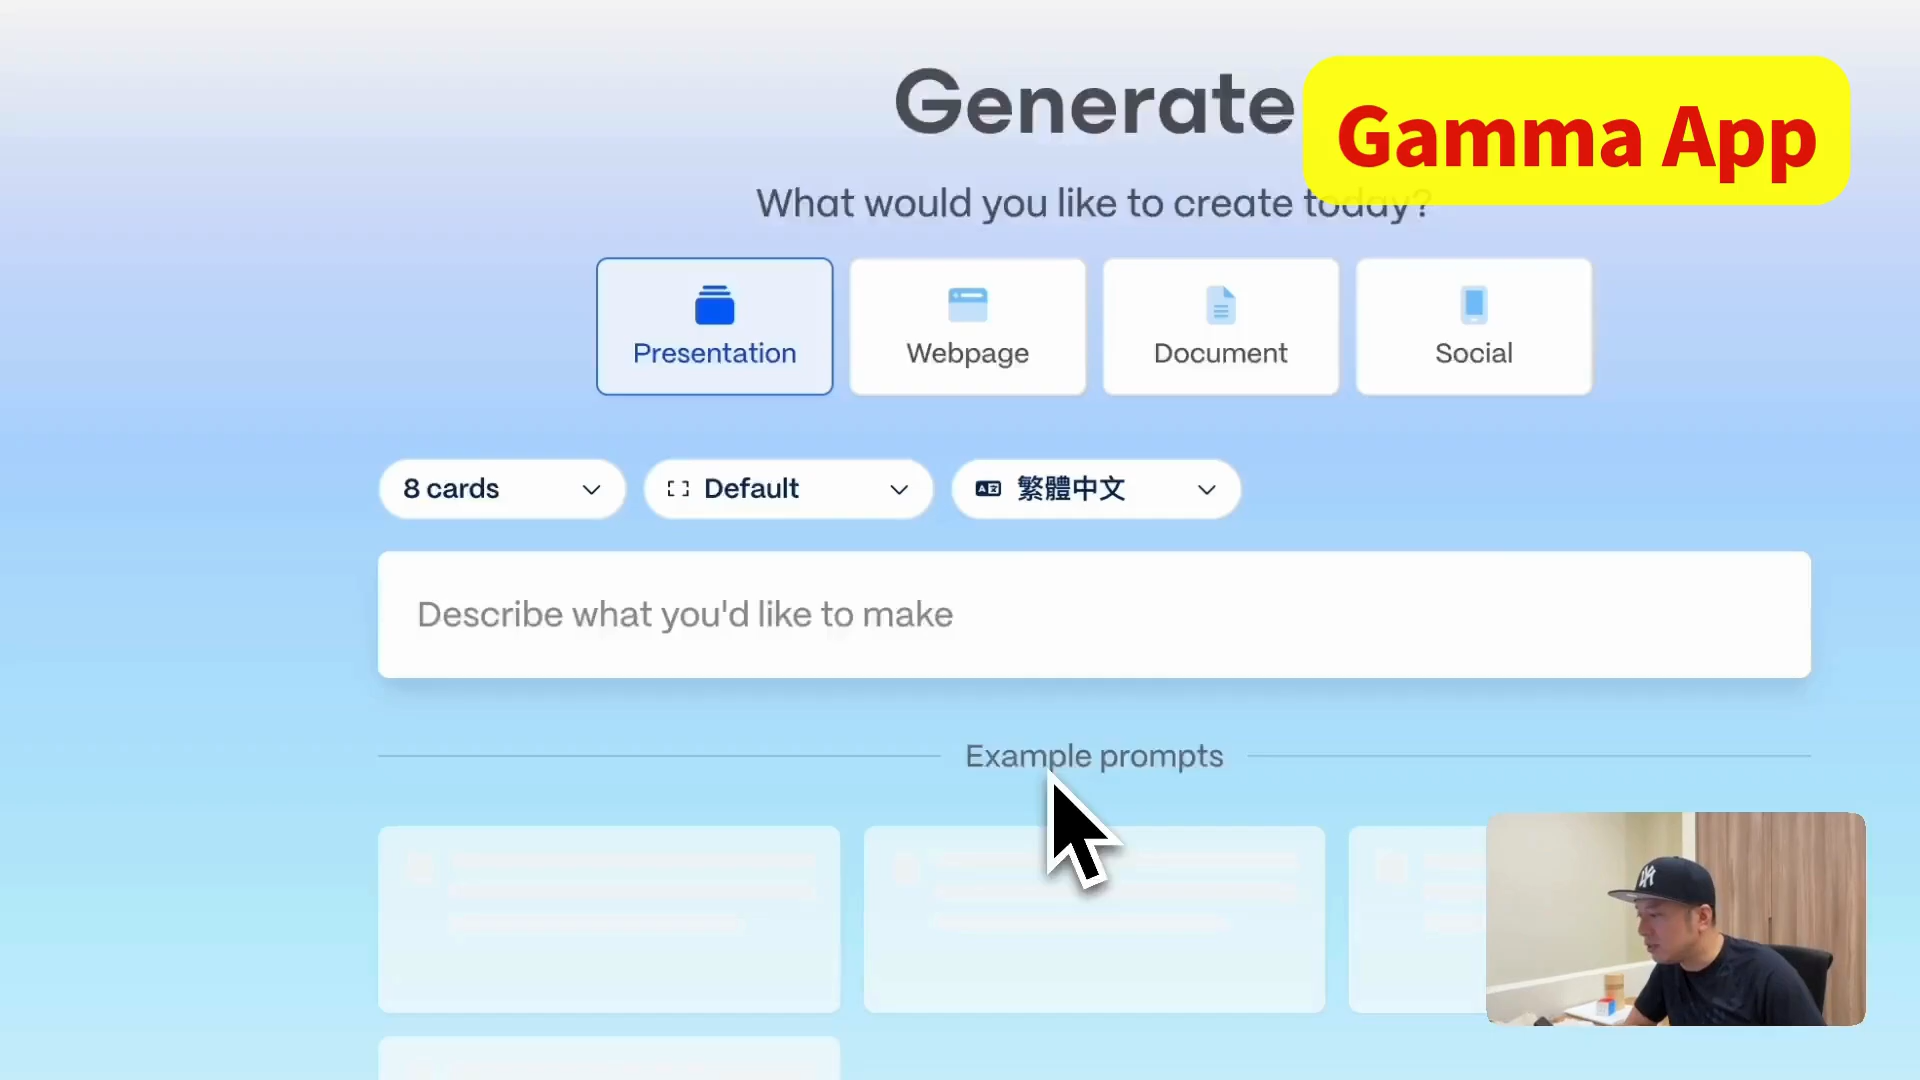 Generate
Gamma App
What would you like to create today?
Presentation
Webpage
Document
Social
8 cards
Default
繁體中文
Describe what you'd like to make
Example prompts